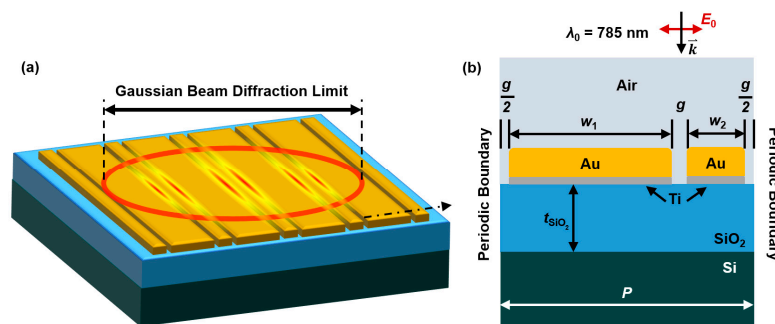 (a)
Gaussian Beam Diffraction Limit
(b)
λ0 = 785 nm
E0
k
g/2
Air
g
g/2
w1
w2
Au
Au
Ti
tSiO2
SiO2
Si
P
Periodic Boundary
Periodic Boundary